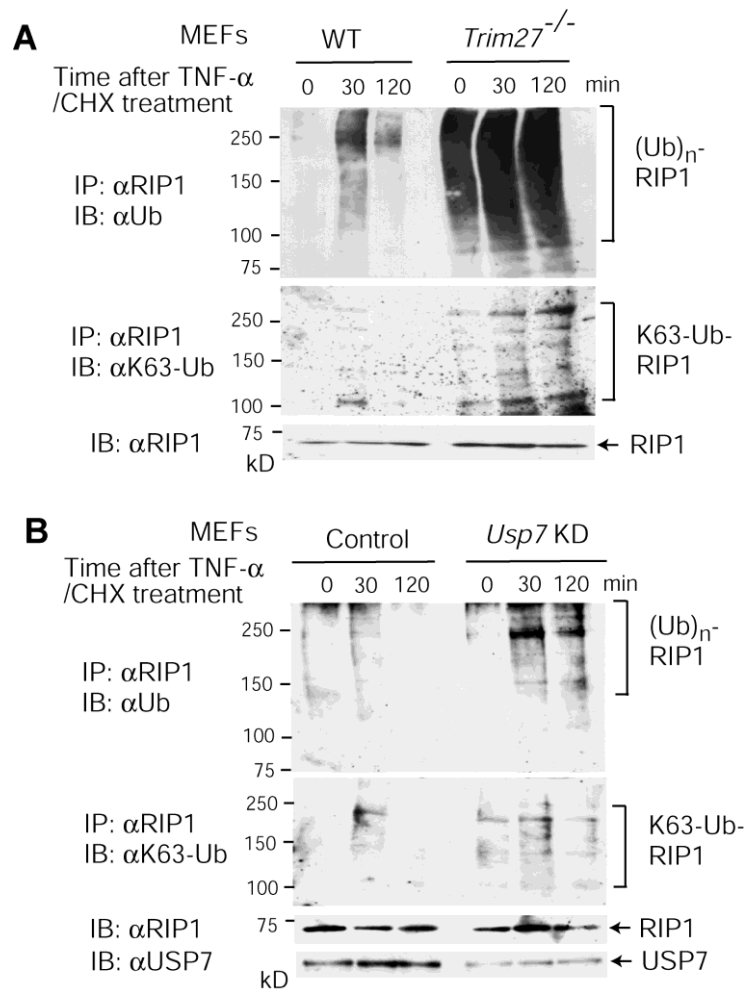 A
MEFs WT Trim27-/-
Time after TNF-α
/CHX treatment
0 30 120 0 30 120 min
250
150
100
75
IP: αRIP1
IB: αUb
(Ub)n-
RIP1
250
150
100
IP: αRIP1
IB: αK63-Ub
K63-Ub-
RIP1
IB: αRIP1 75 ← RIP1
kD
B
MEFs Control Usp7 KD
Time after TNF-α
/CHX treatment
0 30 120 0 30 120 min
250
150
100
75
IP: αRIP1
IB: αUb
(Ub)n-
RIP1
250
150
100
IP: αRIP1
IB: αK63-Ub
K63-Ub-
RIP1
IB: αRIP1 75 ← RIP1
IB: αUSP7 ← USP7
kD